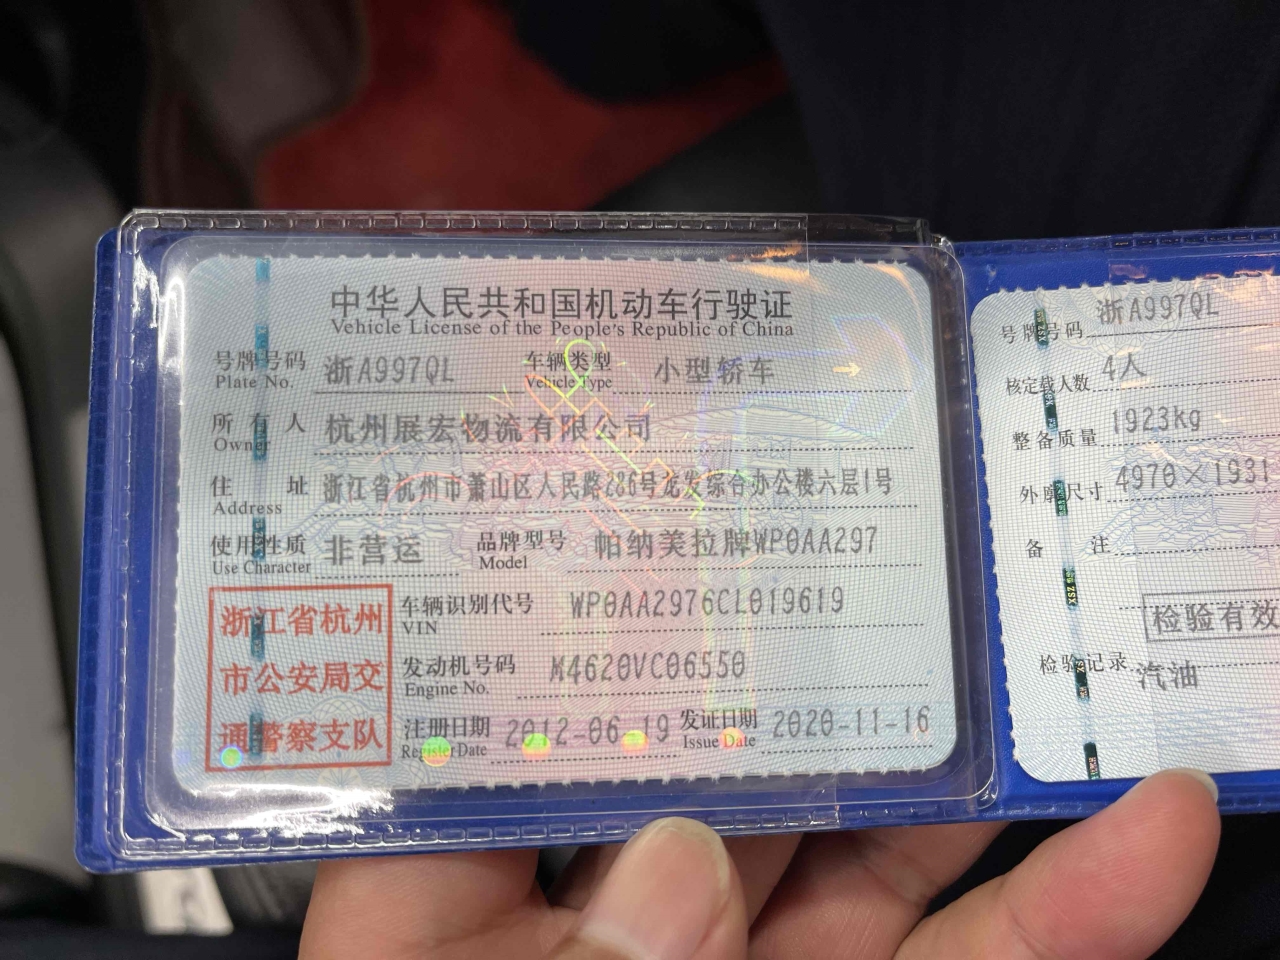 中华人民共和国机动车行驶证
Vehicle License of the People's Republic of China
号牌号码 浙A997QL 车辆类型 小型轿车 →
Plate No. Vehicle Type
所有人 杭州展宏物流有限公司
Owner
住址 浙江省杭州市萧山区人民路286号龙发综合办公楼六层1号
Address
使用性质 非营运 品牌型号 帕纳美拉牌WP0AA297
Use Character Model
浙江省杭州
市公安局交
通警察支队
车辆识别代号 WP0AA2976CL019619
VIN
发动机号码 M4620VC06550
Engine No.
注册日期 2012-06-19 发证日期 2020-11-16
Register Date Issue Date
号牌号码 浙A997QL
核定载人数 4人
整备质量 1923kg
外廓尺寸 4970×1931
备注
检验有效
检验记录
汽油